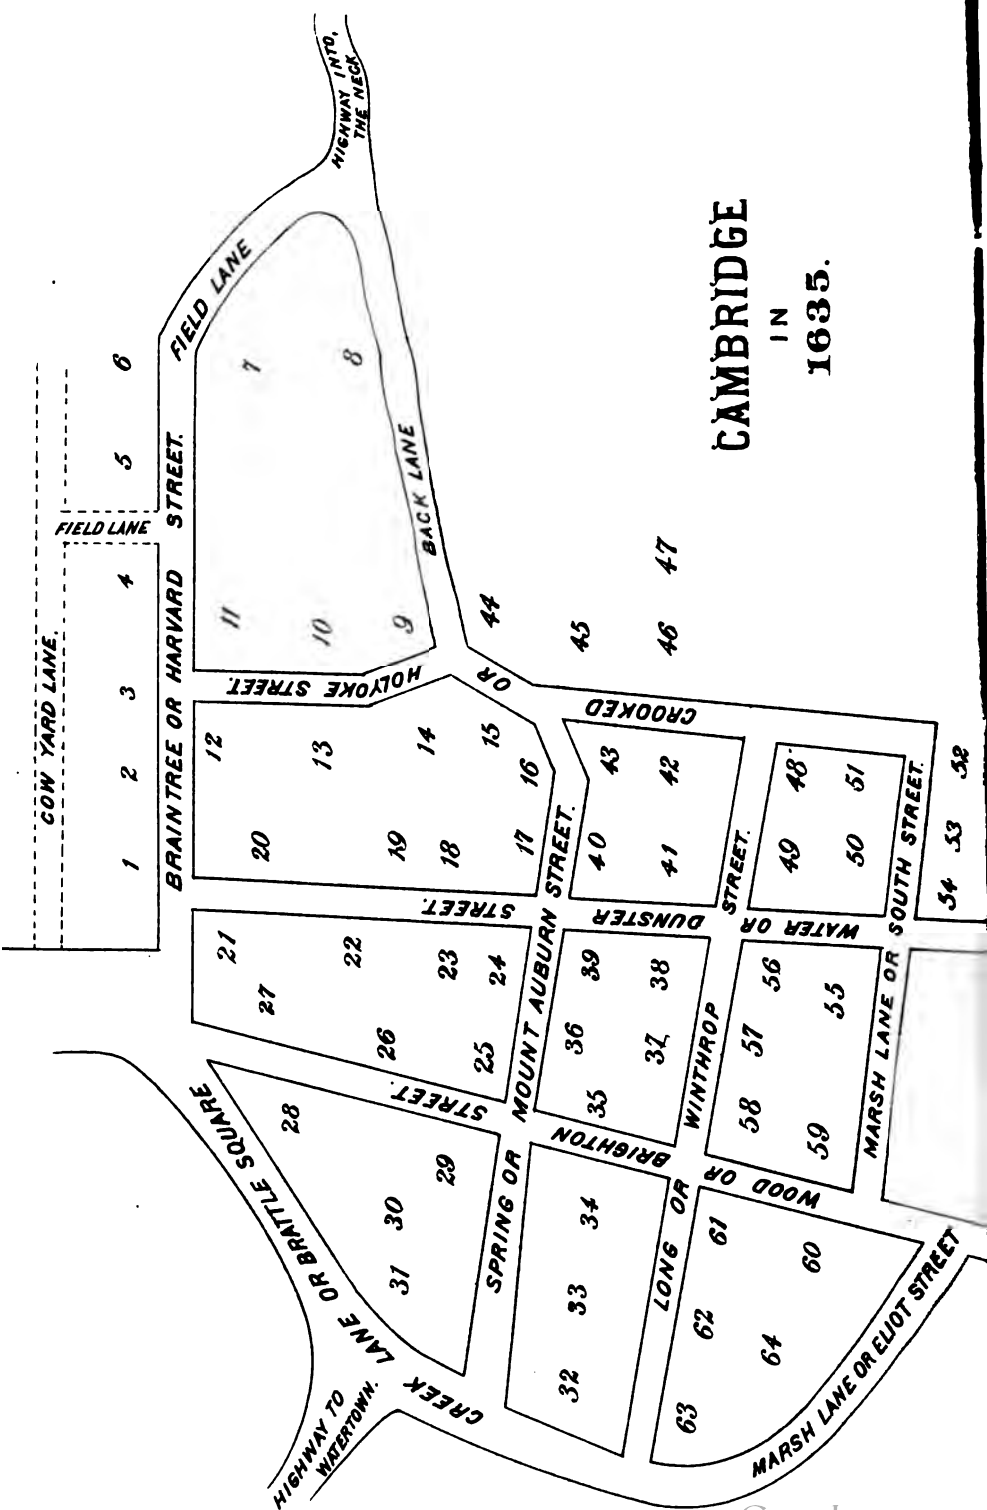 CAMBRIDGE
IN
1635.
HIGHWAY INTO,
THE NECK.
COW YARD LANE.
FIELD LANE
FIELD LANE
BRAINTREE OR HARVARD STREET.
BACK LANE
HOLYOKE STREET.
CROOKED OR
SPRING OR MOUNT AUBURN STREET.
WATER OR DUNSTER STREET.
LONG OR WINTHROP STREET.
WOOD OR BRIGHTON STREET.
MARSH LANE OR SOUTH STREET.
MARSH LANE OR ELIOT STREET
CREEK LANE OR BRATTLE SQUARE
HIGHWAY TO
WATERTOWN.
1 2 3 4 5 6
7
8
9
10
11
12
13
14
15
16
17
18
19
20
21
22
23
24
25
26
27
28
29
30
31
32
33
34
35
36
37
38
39
40
41
42
43
44
45
46
47
48
49
50
51
52
53
54
55
56
57
58
59
60
61
62
63
64